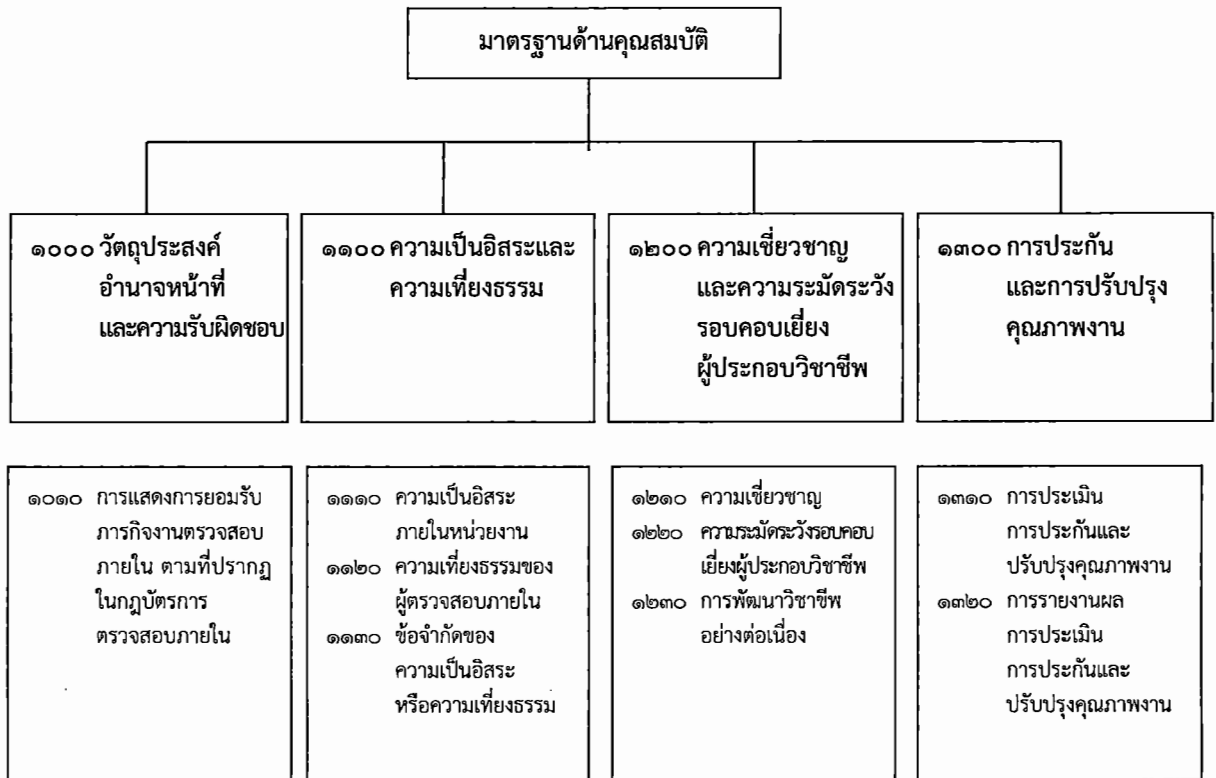 มาตรฐานด้านคุณสมบัติ
๑๐๐๐ วัตถุประสงค์
อำนาจหน้าที่
และความรับผิดชอบ
๑๑๐๐ ความเป็นอิสระและ
ความเที่ยงธรรม
๑๒๐๐ ความเชี่ยวชาญ
และความระมัดระวัง
รอบคอบเยี่ยง
ผู้ประกอบวิชาชีพ
๑๓๐๐ การประกัน
และการปรับปรุง
คุณภาพงาน
๑๐๑๐ การแสดงการยอมรับ
ภารกิจงานตรวจสอบ
ภายใน ตามที่ปรากฏ
ในกฎบัตรการ
ตรวจสอบภายใน
๑๑๑๐ ความเป็นอิสระ
ภายในหน่วยงาน
๑๑๒๐ ความเที่ยงธรรมของ
ผู้ตรวจสอบภายใน
๑๑๓๐ ข้อจำกัดของ
ความเป็นอิสระ
หรือความเที่ยงธรรม
๑๒๑๐ ความเชี่ยวชาญ
๑๒๒๐ ความระมัดระวังรอบคอบ
เยี่ยงผู้ประกอบวิชาชีพ
๑๒๓๐ การพัฒนาวิชาชีพ
อย่างต่อเนื่อง
๑๓๑๐ การประเมิน
การประกันและ
ปรับปรุงคุณภาพงาน
๑๓๒๐ การรายงานผล
การประเมิน
การประกันและ
ปรับปรุงคุณภาพงาน